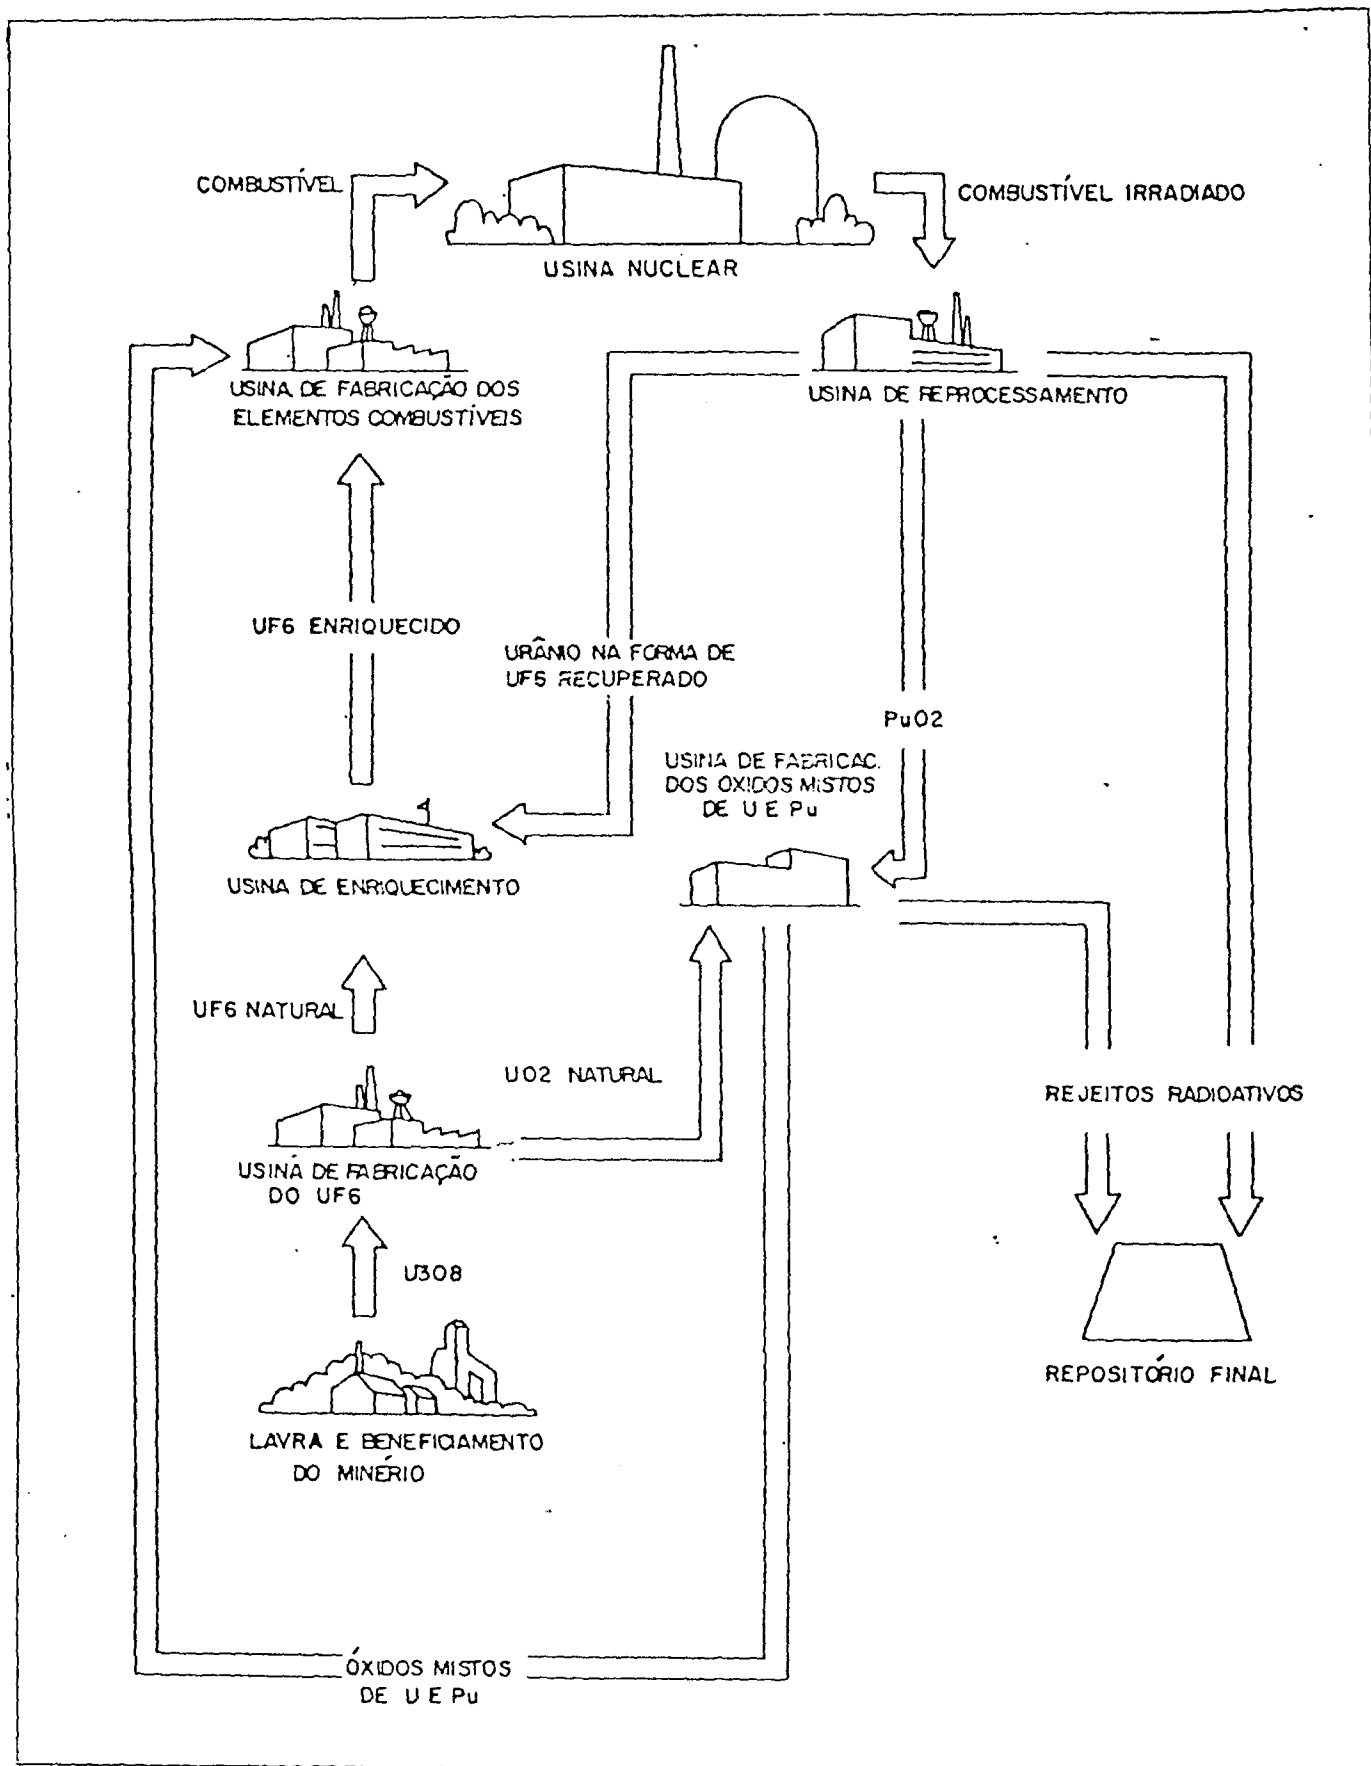 COMBUSTÍVEL
COMBUSTÍVEL IRRADIADO
USINA NUCLEAR
USINA DE FABRICAÇÃO DOS
ELEMENTOS COMBUSTÍVEIS
USINA DE REPROCESSAMENTO
UF6 ENRIQUECIDO
URÂNIO NA FORMA DE
UF6 RECUPERADO
PuO2
USINA DE FABRICAC.
DOS OXIDOS MISTOS
DE U E Pu
USINA DE ENRIQUECIMENTO
UF6 NATURAL
UO2 NATURAL
REJEITOS RADIOATIVOS
USINA DE FABRICAÇÃO
DO UF6
U3O8
REPOSITÓRIO FINAL
LAVRA E BENEFICIAMENTO
DO MINÉRIO
ÓXIDOS MISTOS
DE U E Pu